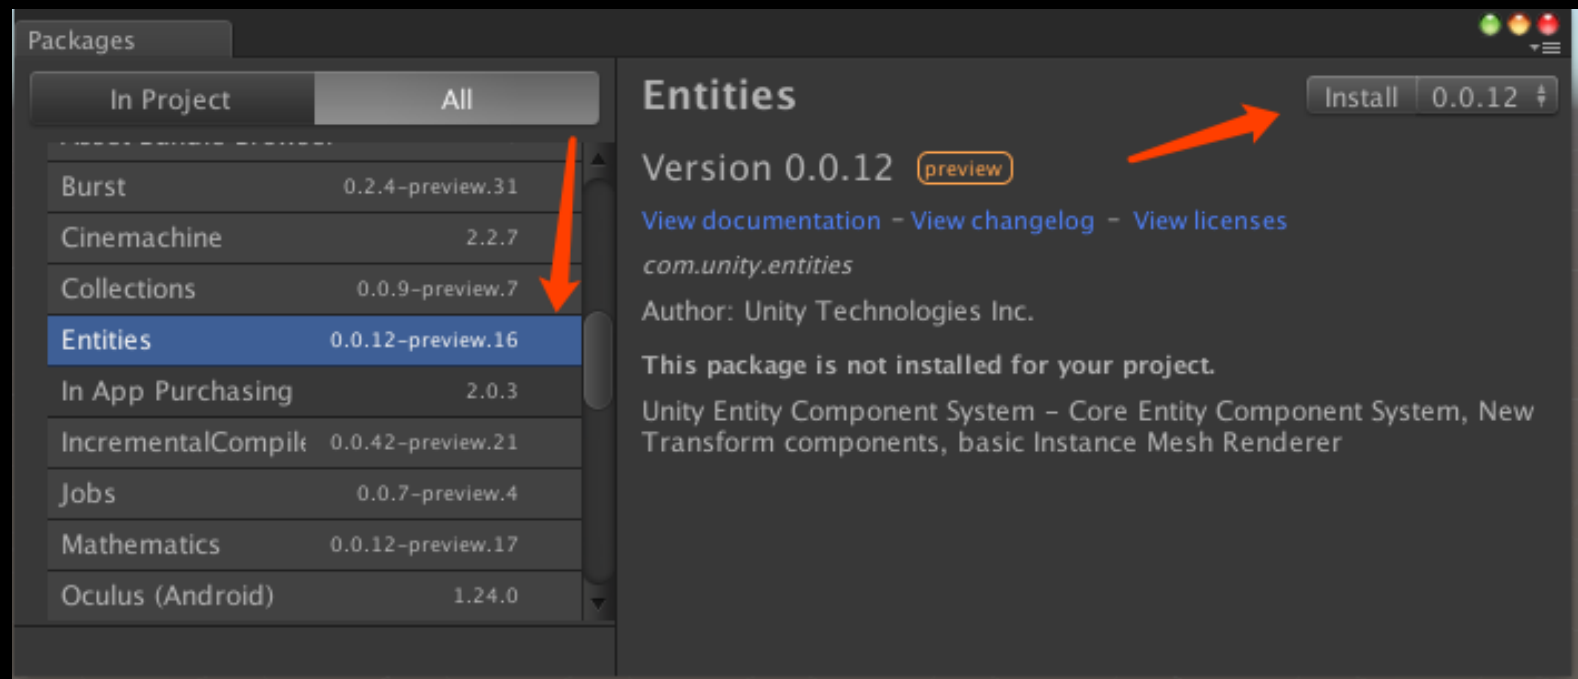 Packages
In Project All
Burst 0.2.4-preview.31
Cinemachine 2.2.7
Collections 0.0.9-preview.7
Entities 0.0.12-preview.16
In App Purchasing 2.0.3
IncrementalCompile 0.0.42-preview.21
Jobs 0.0.7-preview.4
Mathematics 0.0.12-preview.17
Oculus (Android) 1.24.0
Entities
Install 0.0.12
Version 0.0.12 preview
View documentation - View changelog - View licenses
com.unity.entities
Author: Unity Technologies Inc.
This package is not installed for your project.
Unity Entity Component System - Core Entity Component System, New
Transform components, basic Instance Mesh Renderer